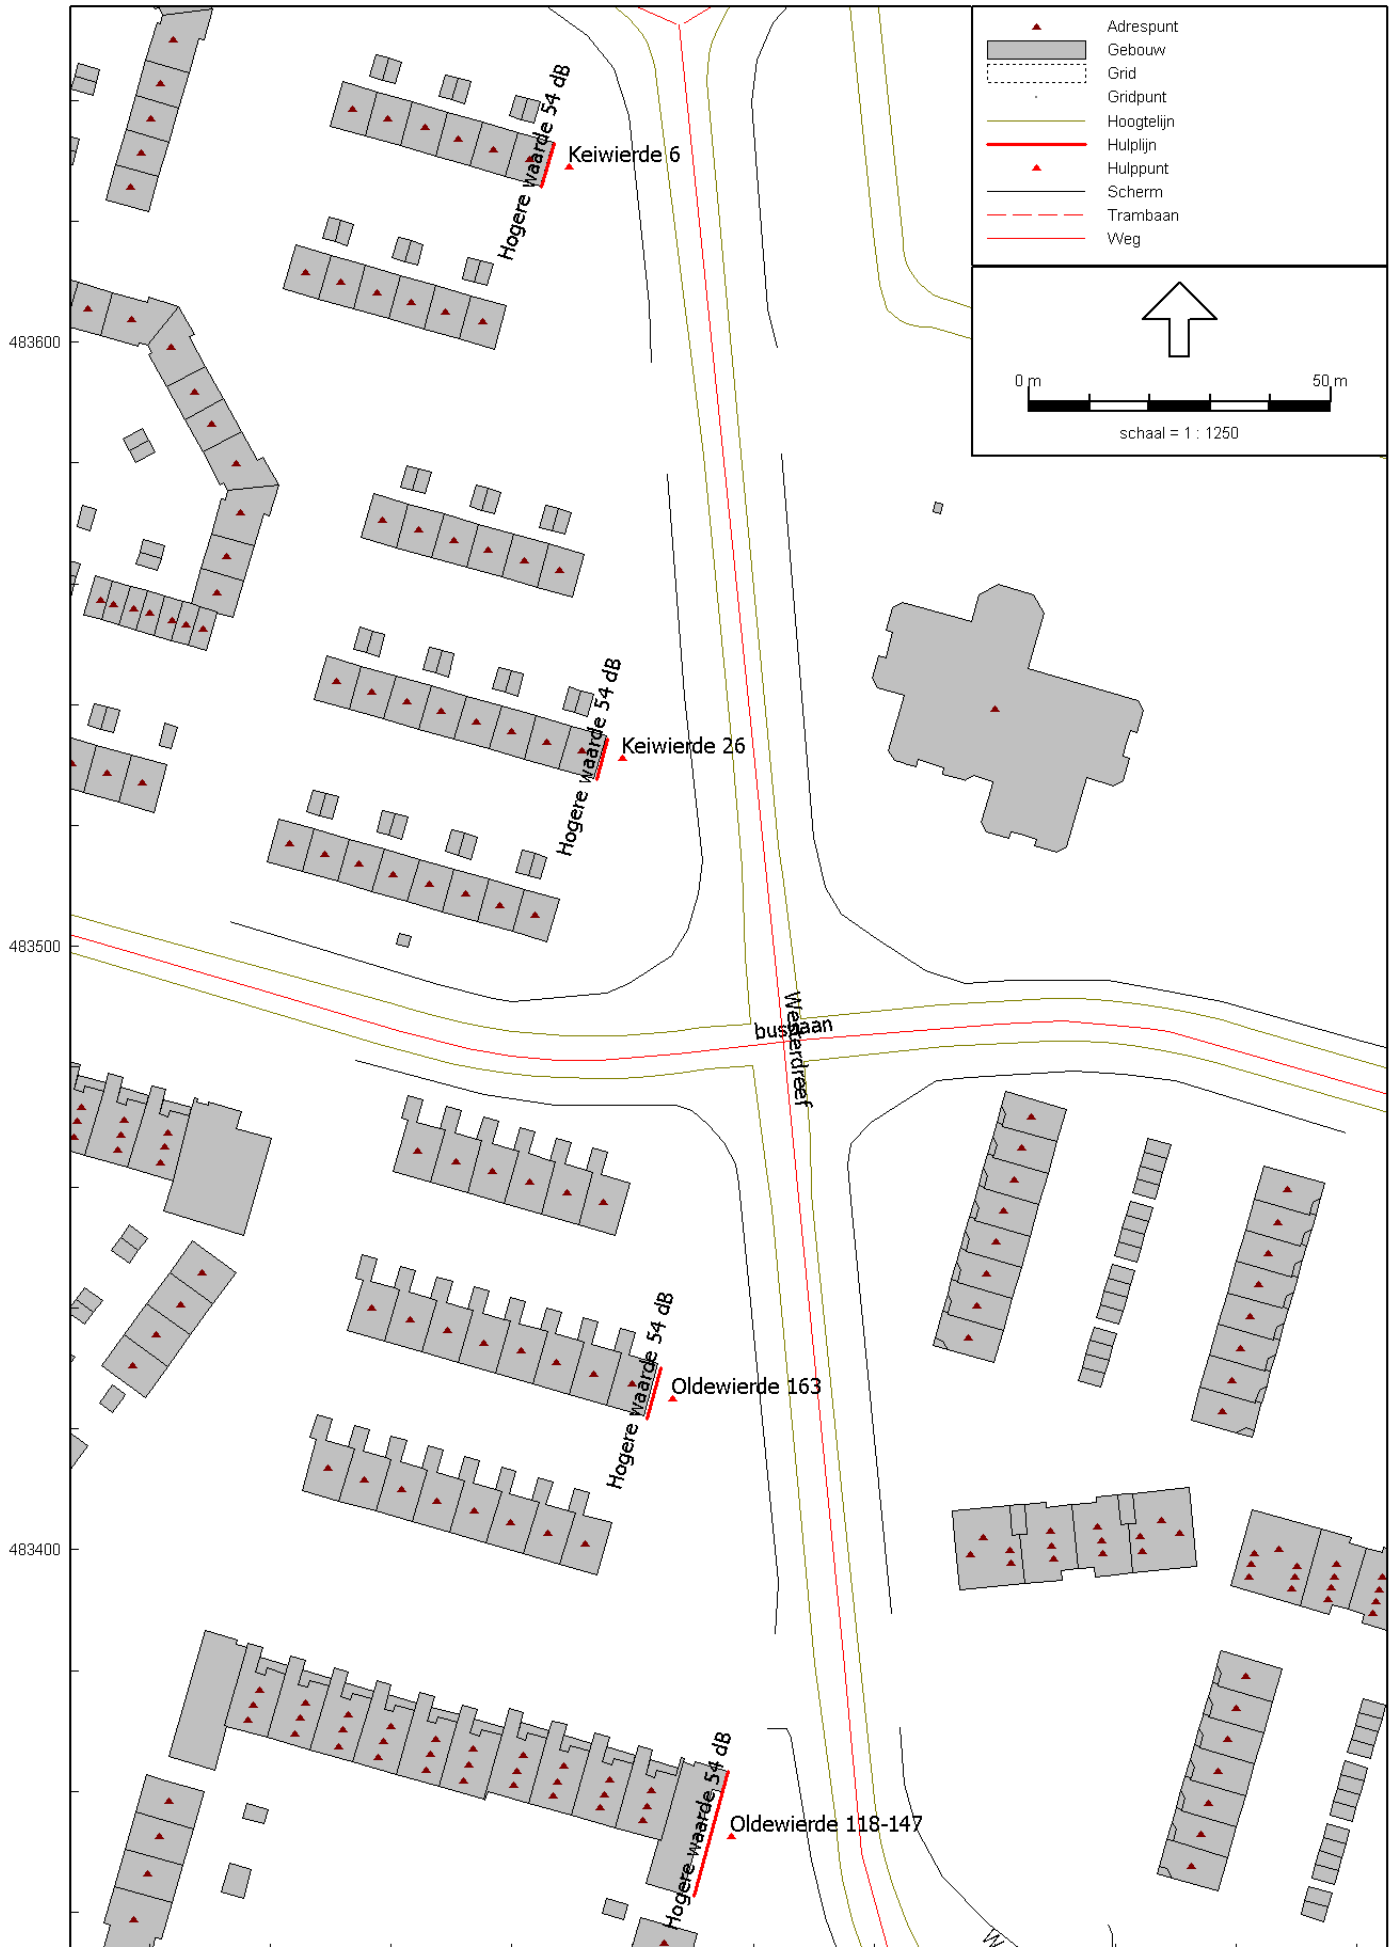 Adrespunt
Gebouw
Grid
Gridpunt
Hoogtelijn
Hulplijn
Hulppunt
Scherm
Trambaan
Weg
0 m
50 m
schaal = 1 : 1250
Hogere waarde 54 dB
Keiwierde 6
483600
Hogere waarde 54 dB
Keiwierde 26
483500
Westerdreef
busbaan
Hogere waarde 54 dB
Oldewierde 163
483400
Hogere waarde 54 dB
Oldewierde 118-147
W